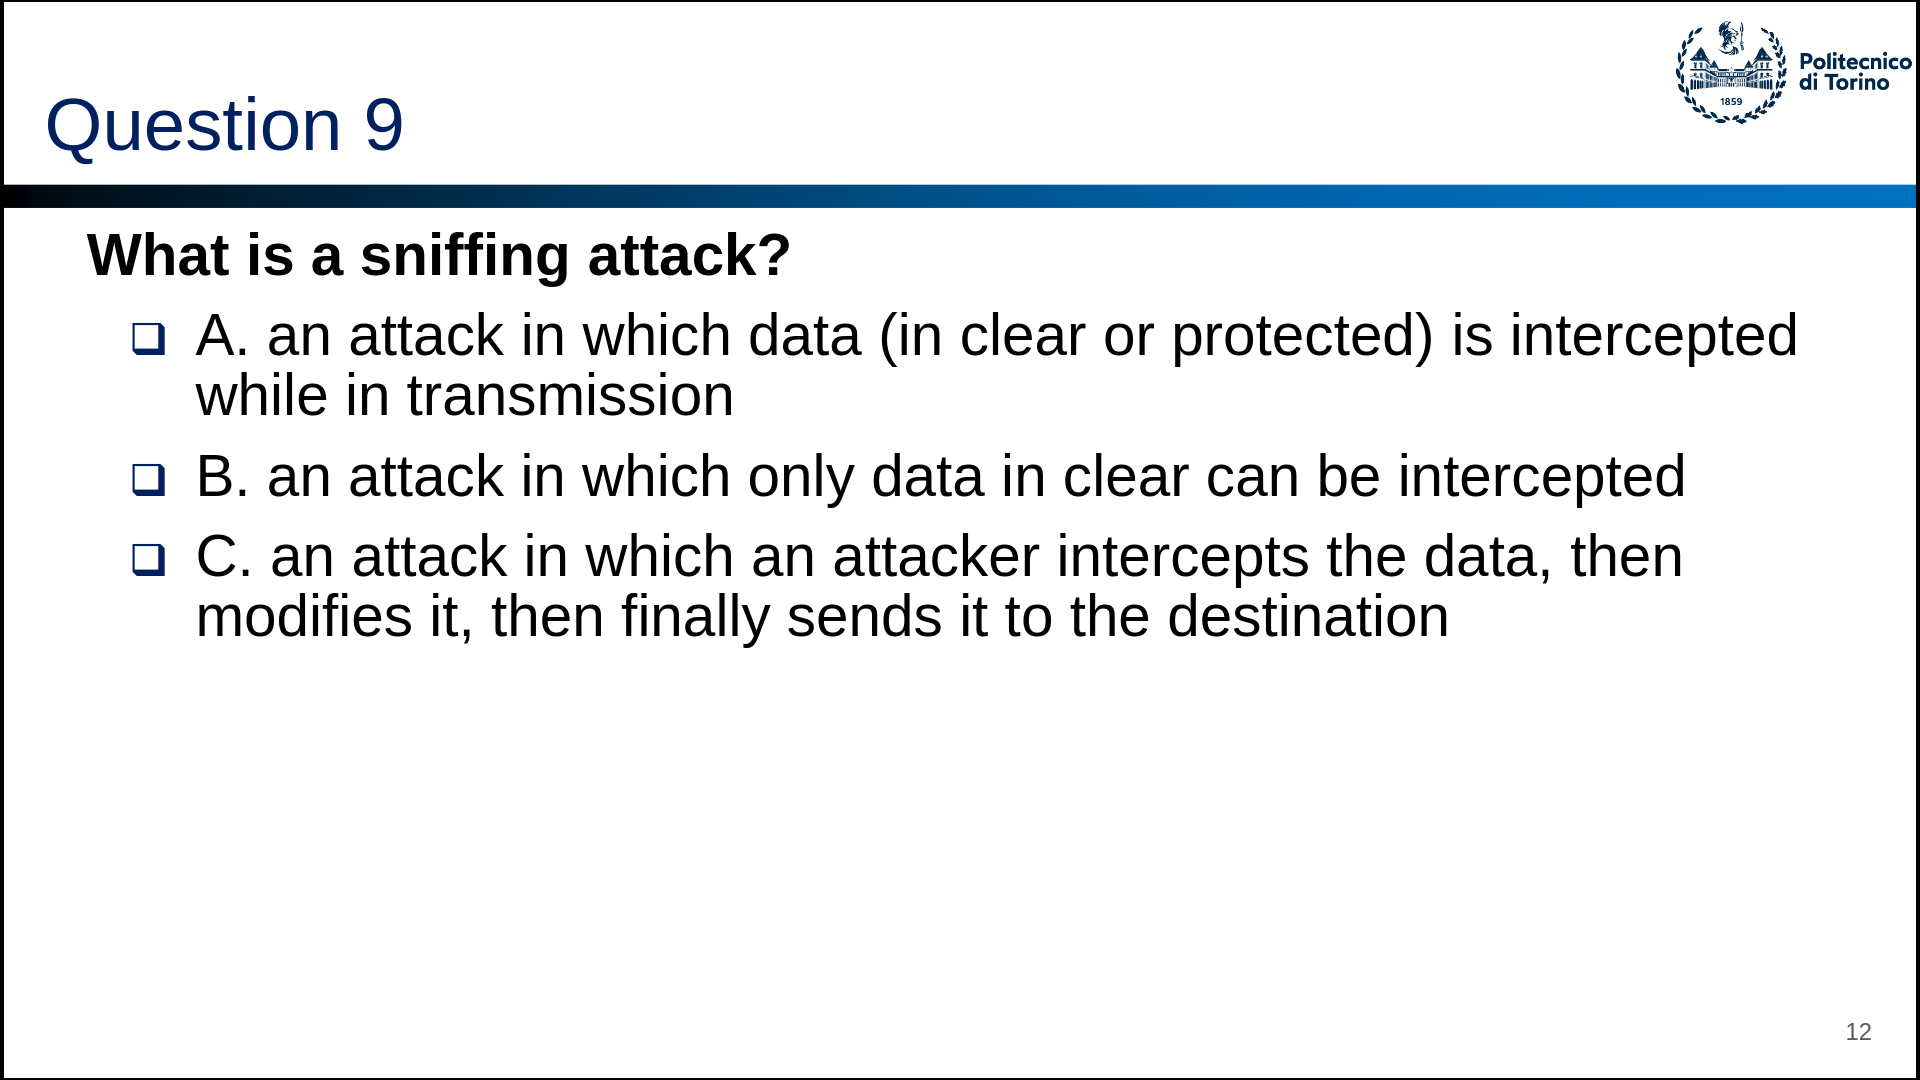 Politecnico
di Torino
1859
Question 9
What is a sniffing attack?
A. an attack in which data (in clear or protected) is intercepted
while in transmission
B. an attack in which only data in clear can be intercepted
C. an attack in which an attacker intercepts the data, then
modifies it, then finally sends it to the destination
12